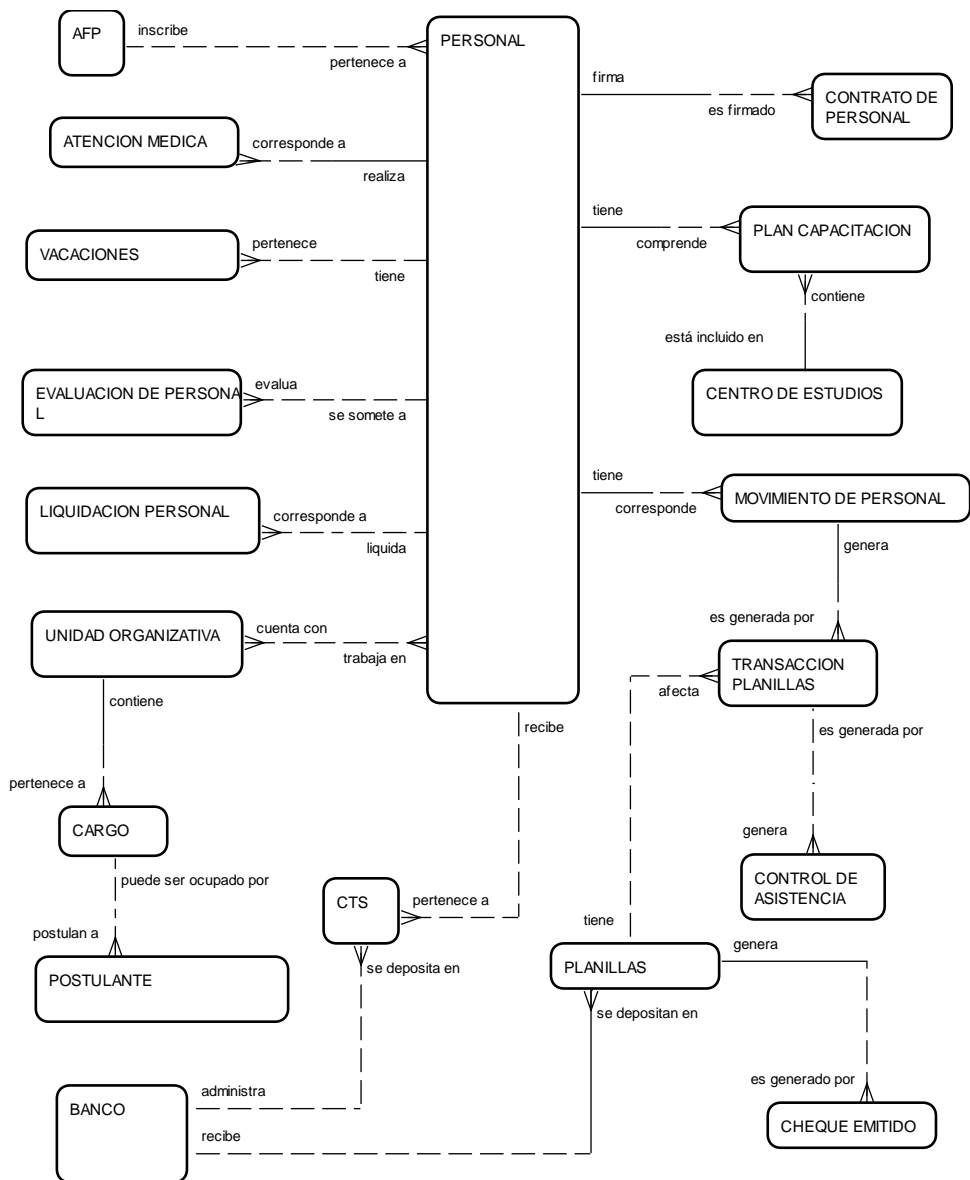 AFP
inscribe
pertenece a
PERSONAL
firma
es firmado
CONTRATO DE
PERSONAL
ATENCION MEDICA
corresponde a
realiza
tiene
comprende
PLAN CAPACITACION
VACACIONES
pertenece
tiene
contiene
está incluido en
CENTRO DE ESTUDIOS
EVALUACION DE PERSONA
L
evalua
se somete a
tiene
corresponde
MOVIMIENTO DE PERSONAL
LIQUIDACION PERSONAL
corresponde a
liquida
genera
es generada por
UNIDAD ORGANIZATIVA
cuenta con
trabaja en
TRANSACCION
PLANILLAS
afecta
contiene
recibe
es generada por
pertenece a
CARGO
genera
CONTROL DE
ASISTENCIA
puede ser ocupado por
CTS
pertenece a
postulan a
POSTULANTE
se deposita en
tiene
PLANILLAS
genera
se depositan en
BANCO
administra
recibe
es generado por
CHEQUE EMITIDO